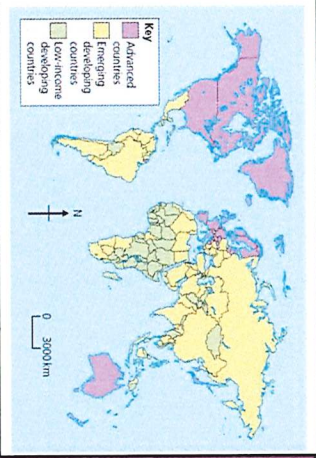 Key
Advanced
countries
Emerging
developing
countries
Low-income
developing
countries
N
0 3000 km